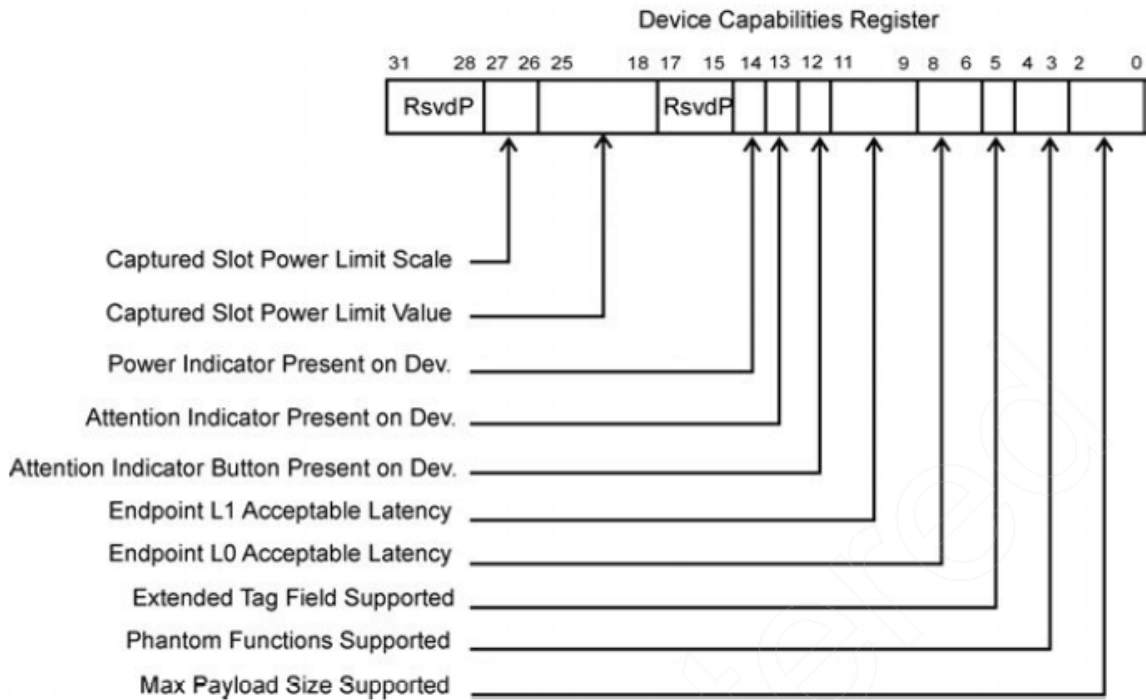 Device Capabilities Register
31 28 27 26 25 18 17 15 14 13 12 11 9 8 6 5 4 3 2 0
RsvdP RsvdP
Captured Slot Power Limit Scale
Captured Slot Power Limit Value
Power Indicator Present on Dev.
Attention Indicator Present on Dev.
Attention Indicator Button Present on Dev.
Endpoint L1 Acceptable Latency
Endpoint L0 Acceptable Latency
Extended Tag Field Supported
Phantom Functions Supported
Max Payload Size Supported